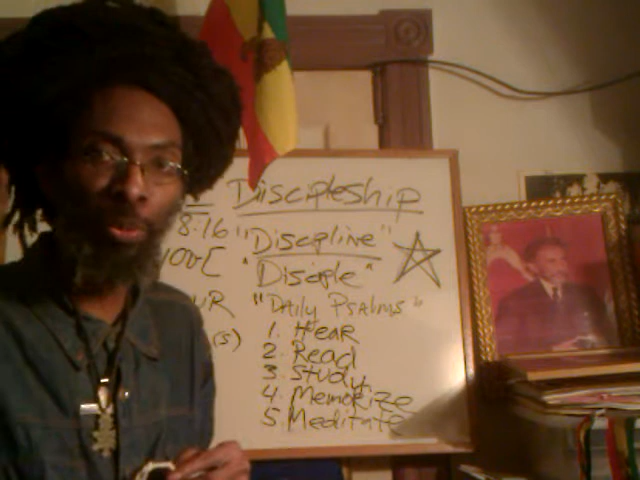 Discipleship
8:16 "Discipline"
"Disciple"
"Daily Psalms"
(s) 1. Hear
2. Read
3. Study
4. Memorize
5. Meditate